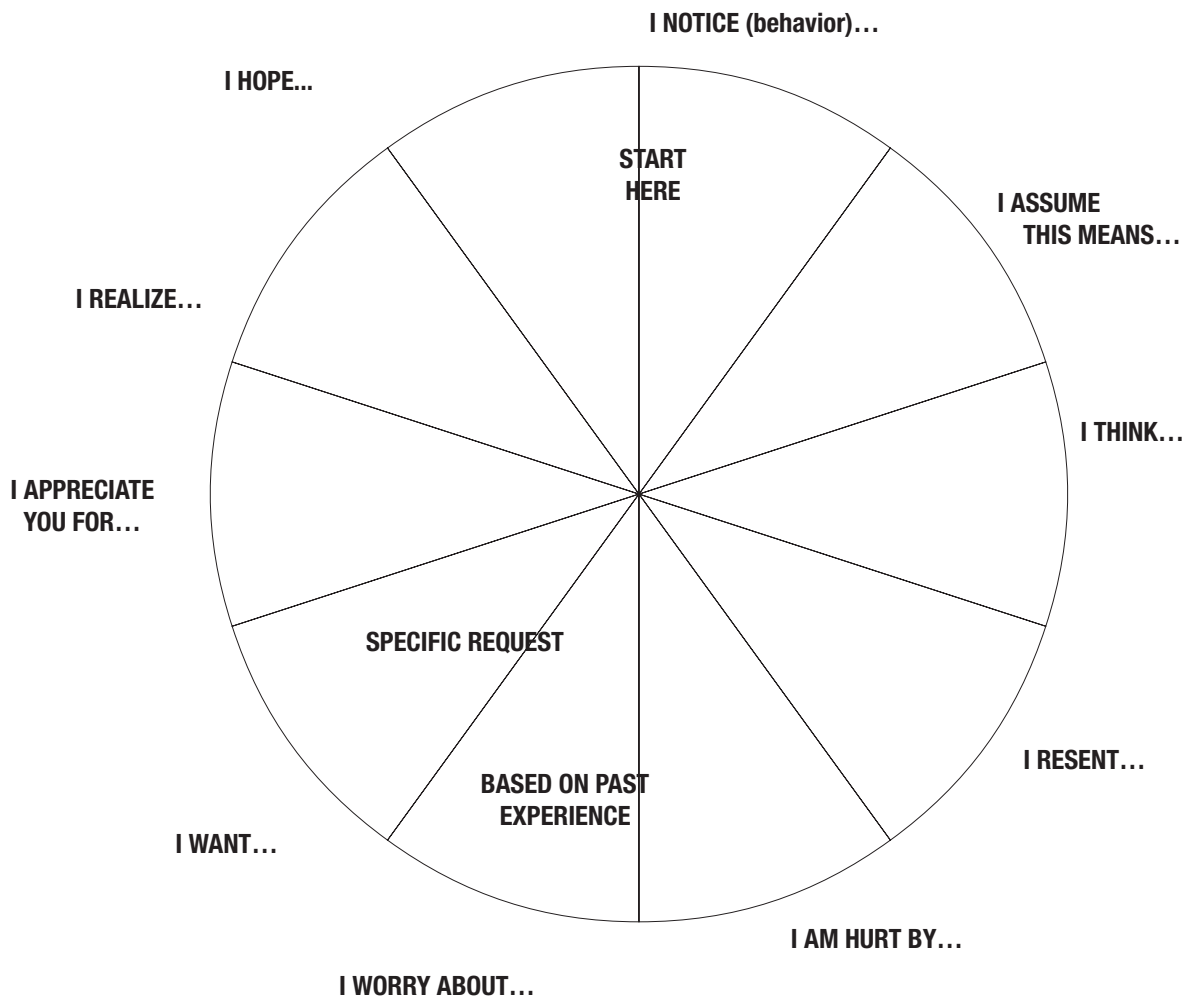 I NOTICE (behavior)…
I HOPE...
START
HERE
I ASSUME
THIS MEANS…
I REALIZE…
I THINK…
I APPRECIATE
YOU FOR…
SPECIFIC REQUEST
I RESENT…
BASED ON PAST
EXPERIENCE
I WANT…
I AM HURT BY…
I WORRY ABOUT…